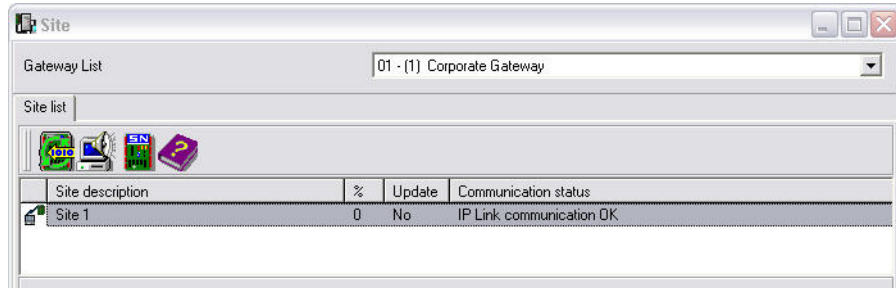 Site
Gateway List 01 - (1) Corporate Gateway
Site list
1010 SN ?
Site description % Update Communication status
Site 1 0 No IP Link communication OK